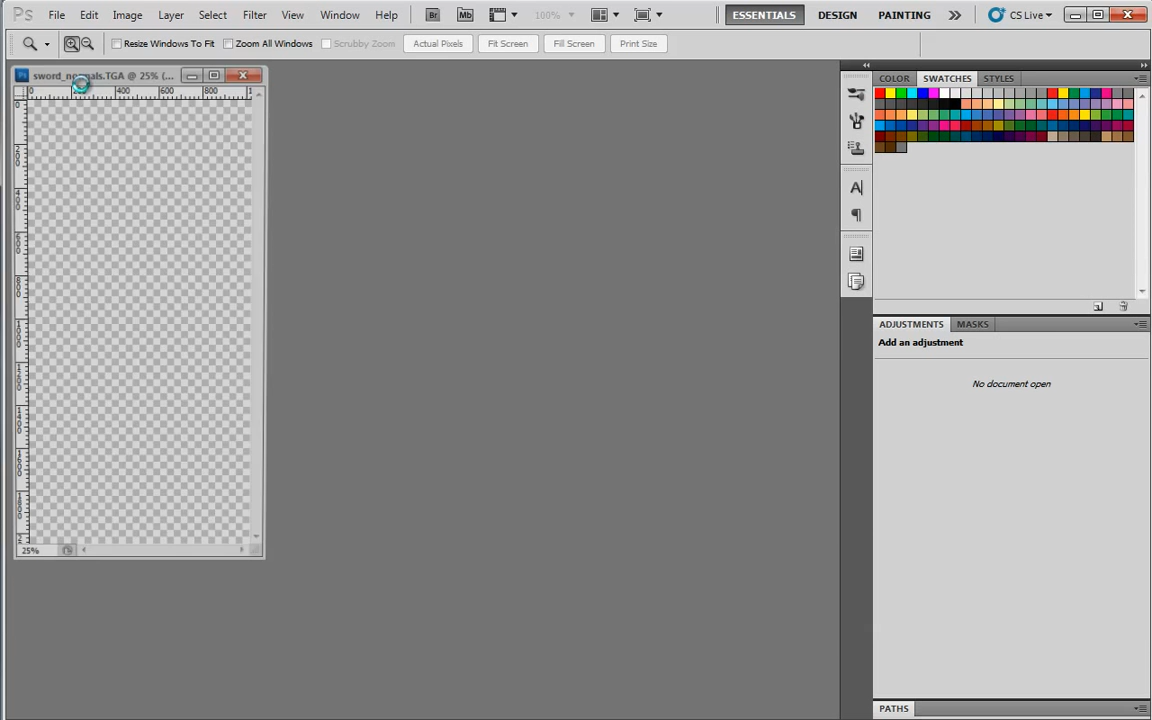 Ps File Edit Image Layer Select Filter View Window Help Br Mb 100% ESSENTIALS DESIGN PAINTING CS Live
Resize Windows To Fit Zoom All Windows Scrubby Zoom Actual Pixels Fit Screen Fill Screen Print Size
COLOR SWATCHES STYLES
ADJUSTMENTS MASKS
Add an adjustment
No document open
PATHS
0 400 600 800
25%